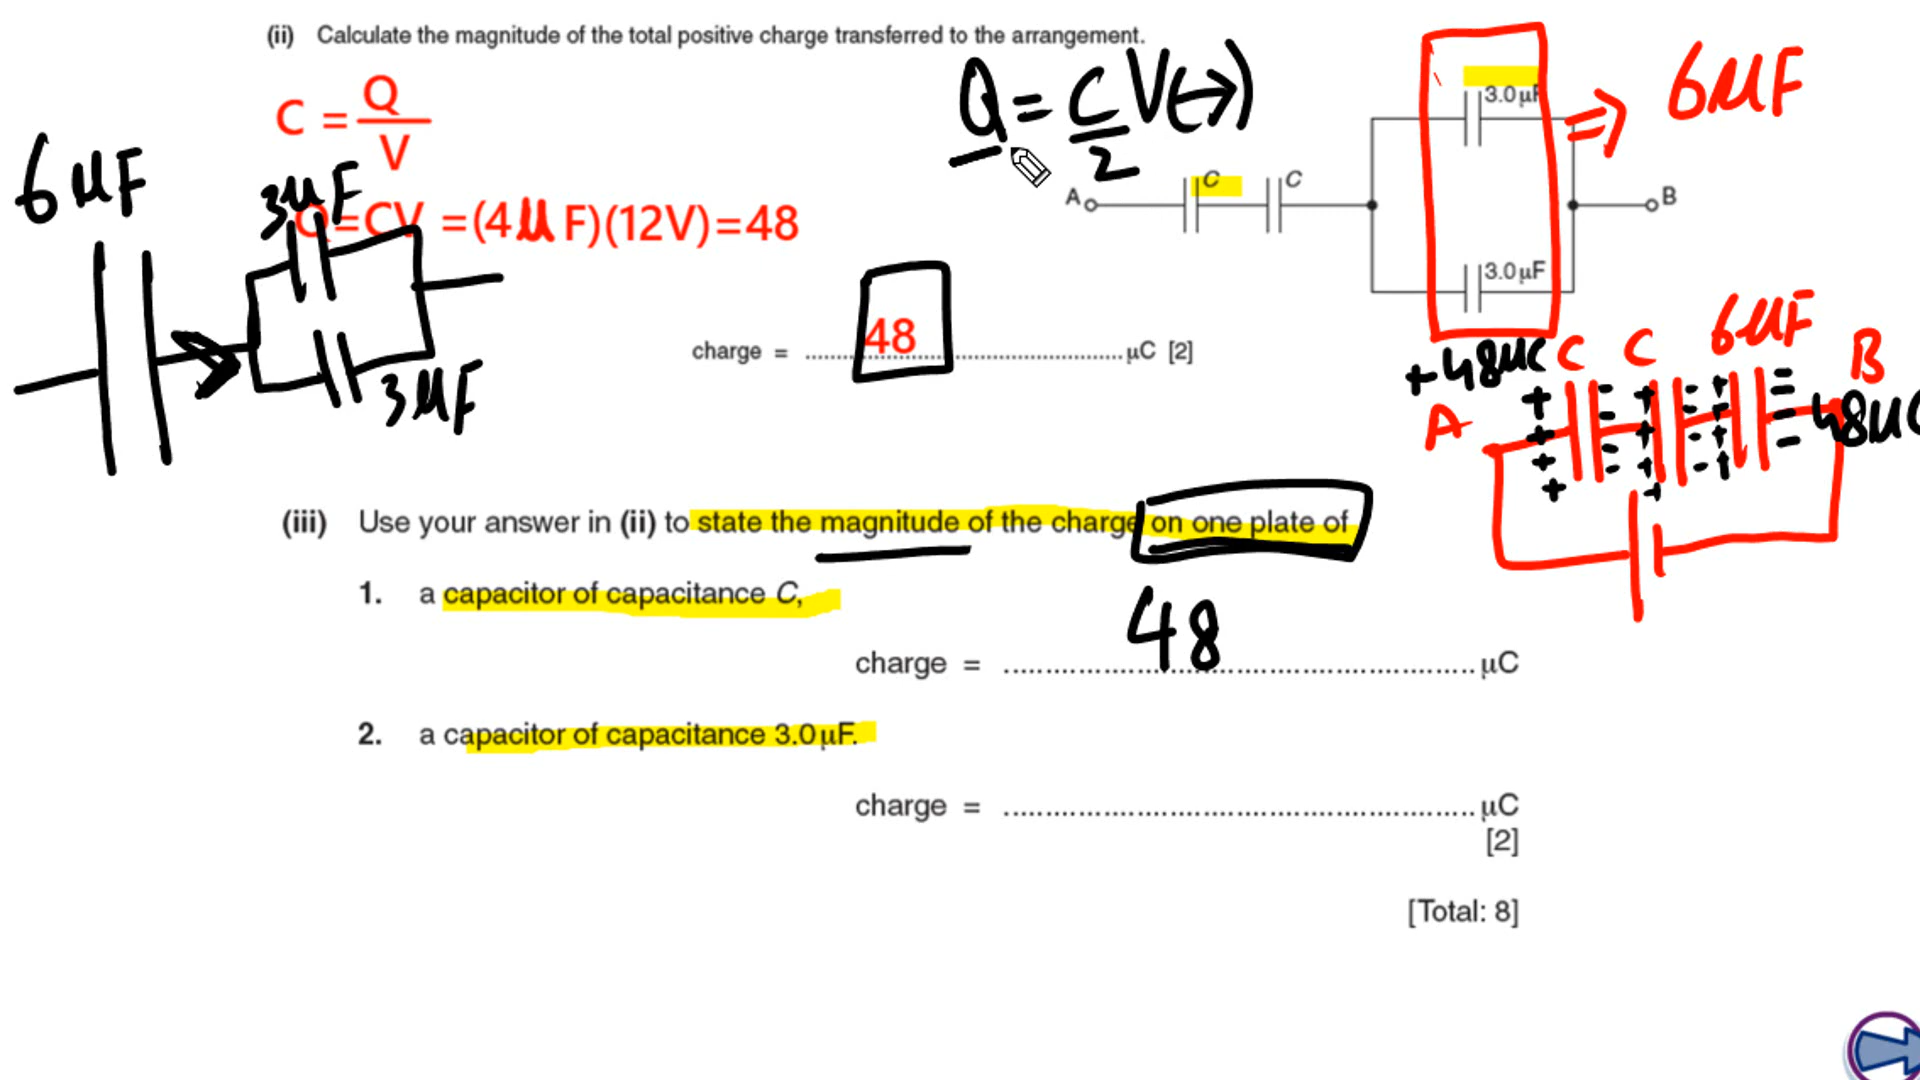 (ii) Calculate the magnitude of the total positive charge transferred to the arrangement.
C = Q/V
Q=CV =(4μF)(12V)=48
6μF
3μF
3μF
Q = C/2 V(→)
A
C
C
3.0μF
3.0μF
B
⇒ 6μF
charge = 48 μC [2]
+48μC
C
C
6μF
A
B
48μC
(iii) Use your answer in (ii) to state the magnitude of the charge on one plate of
1. a capacitor of capacitance C,
charge = 48 μC
2. a capacitor of capacitance 3.0μF.
charge = .......... μC
[2]
[Total: 8]